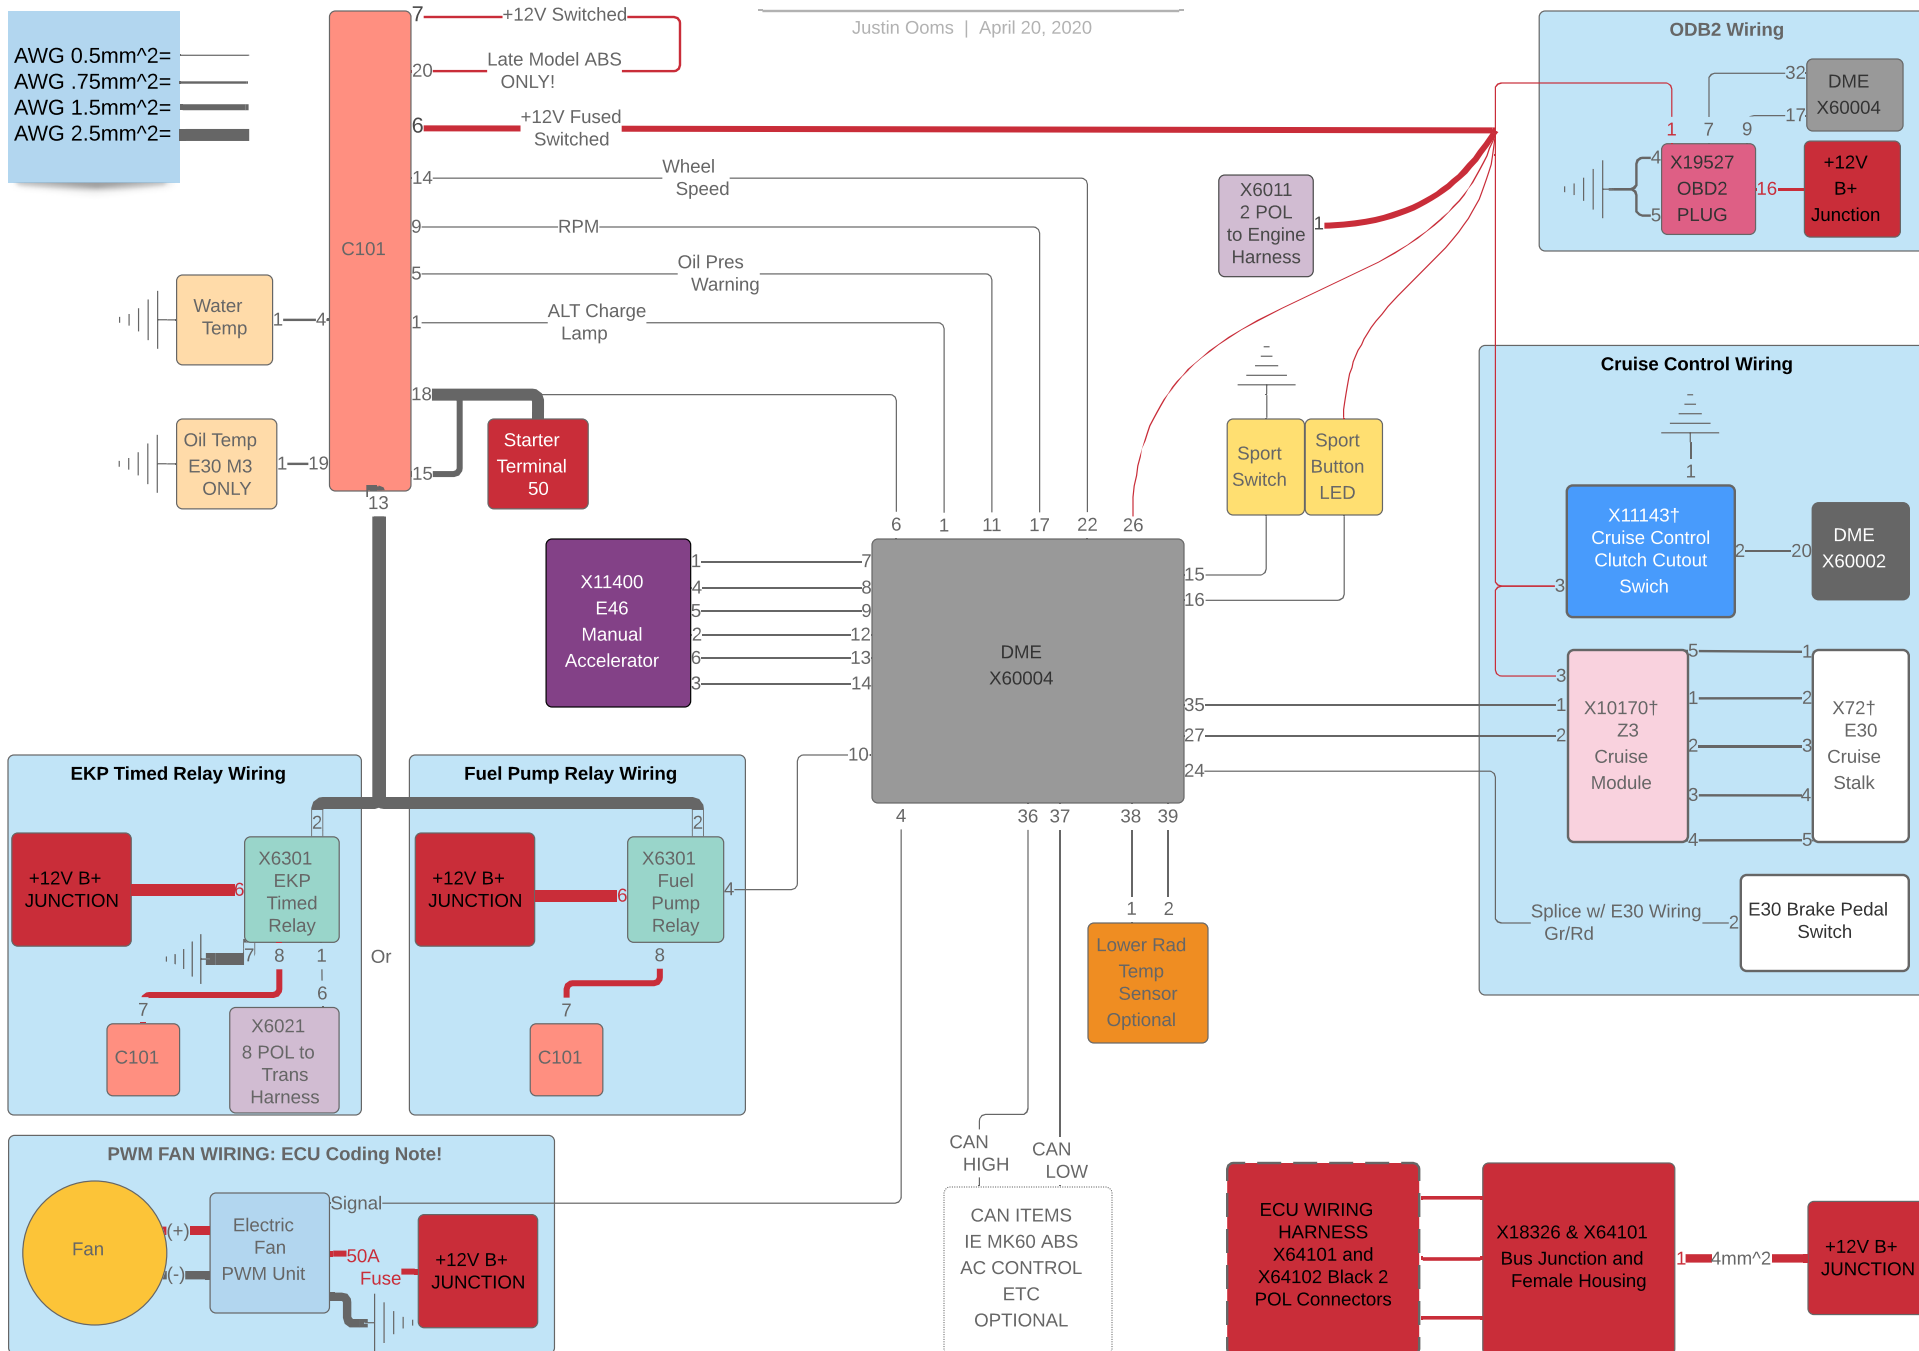 Justin Ooms | April 20, 2020
AWG 0.5mm^2=
AWG .75mm^2=
AWG 1.5mm^2=
AWG 2.5mm^2=
C101
7
+12V Switched
20
Late Model ABS
ONLY!
6
+12V Fused
Switched
14
Wheel
Speed
9
RPM
5
Oil Pres
Warning
1
ALT Charge
Lamp
18
15
13
Starter
Terminal
50
Water
Temp
1
4
Oil Temp
E30 M3
ONLY
1
19
X6011
2 POL
to Engine
Harness
1
ODB2 Wiring
32
DME
X60004
17
1
7
9
4
5
X19527
OBD2
PLUG
16
+12V
B+
Junction
Sport
Switch
Sport
Button
LED
Cruise Control Wiring
1
X11143†
Cruise Control
Clutch Cutout
Swich
3
2
20
DME
X60002
X10170†
Z3
Cruise
Module
3
1
2
5
1
1
2
2
3
3
4
4
5
X72†
E30
Cruise
Stalk
Splice w/ E30 Wiring
Gr/Rd
2
E30 Brake Pedal
Switch
X11400
E46
Manual
Accelerator
1
4
5
2
6
3
7
8
9
12
13
14
6
1
11
17
22
26
DME
X60004
15
16
35
27
24
10
4
36
37
38
39
1
2
Lower Rad
Temp
Sensor
Optional
EKP Timed Relay Wiring
+12V B+
JUNCTION
2
6
X6301
EKP
Timed
Relay
7
8
1
6
7
C101
X6021
8 POL to
Trans
Harness
Or
Fuel Pump Relay Wiring
+12V B+
JUNCTION
2
6
X6301
Fuel
Pump
Relay
4
8
7
C101
PWM FAN WIRING: ECU Coding Note!
Fan
(+)
(-)
Electric
Fan
PWM Unit
Signal
50A
Fuse
+12V B+
JUNCTION
CAN
HIGH
CAN
LOW
CAN ITEMS
IE MK60 ABS
AC CONTROL
ETC
OPTIONAL
ECU WIRING
HARNESS
X64101 and
X64102 Black 2
POL Connectors
X18326 & X64101
Bus Junction and
Female Housing
1
4mm^2
+12V B+
JUNCTION